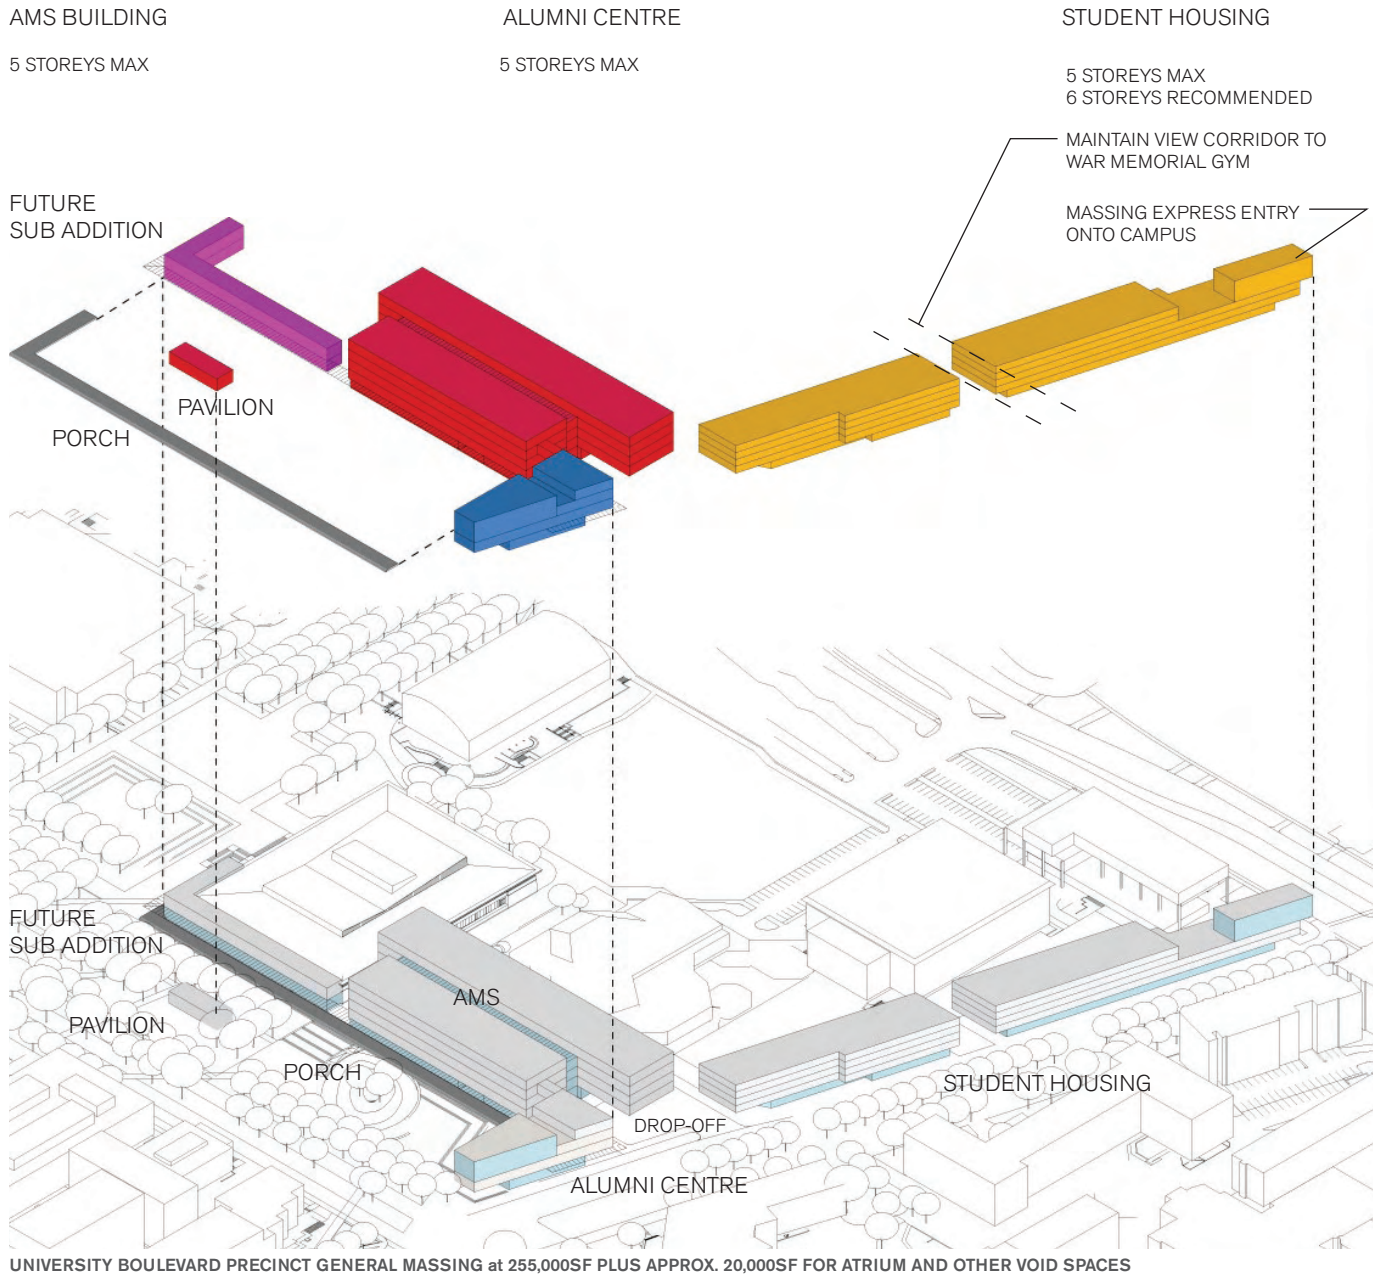 AMS BUILDING
5 STOREYS MAX
ALUMNI CENTRE
5 STOREYS MAX
STUDENT HOUSING
5 STOREYS MAX
6 STOREYS RECOMMENDED
MAINTAIN VIEW CORRIDOR TO
WAR MEMORIAL GYM
MASSING EXPRESS ENTRY
ONTO CAMPUS
FUTURE
SUB ADDITION
PAVILION
PORCH
FUTURE
SUB ADDITION
AMS
PAVILION
PORCH
STUDENT HOUSING
DROP-OFF
ALUMNI CENTRE
UNIVERSITY BOULEVARD PRECINCT GENERAL MASSING at 255,000SF PLUS APPROX. 20,000SF FOR ATRIUM AND OTHER VOID SPACES